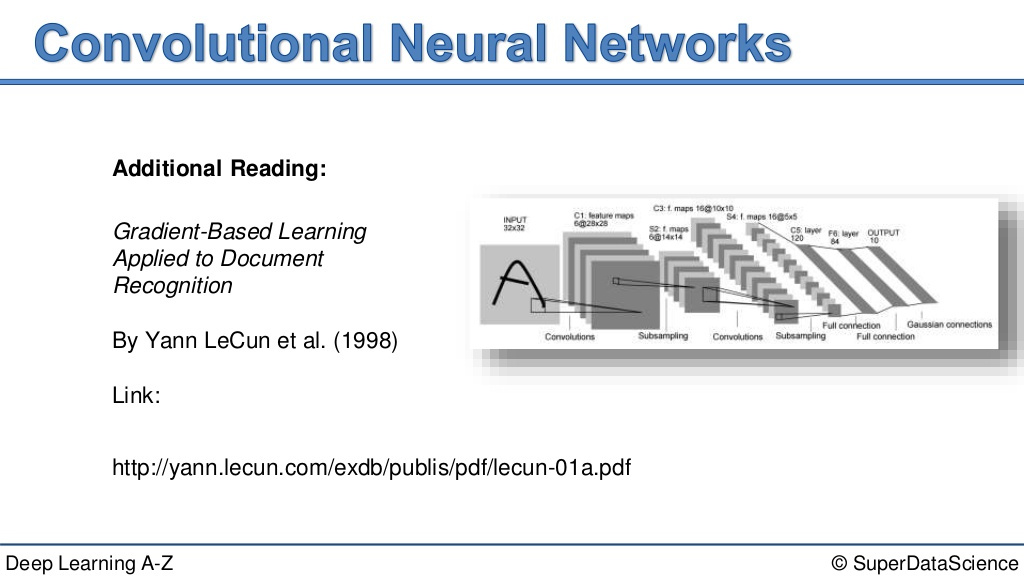 Convolutional Neural Networks
Additional Reading:
Gradient-Based Learning
Applied to Document
Recognition
By Yann LeCun et al. (1998)
Link:
http://yann.lecun.com/exdb/publis/pdf/lecun-01a.pdf
INPUT
32x32
C1: feature maps
6@28x28
S2: f. maps
6@14x14
C3: f. maps 16@10x10
S4: f. maps 16@5x5
C5: layer
120
F6: layer
84
OUTPUT
10
Convolutions
Subsampling
Convolutions
Subsampling
Full connection
Full connection
Gaussian connections
A
Deep Learning A-Z
© SuperDataScience